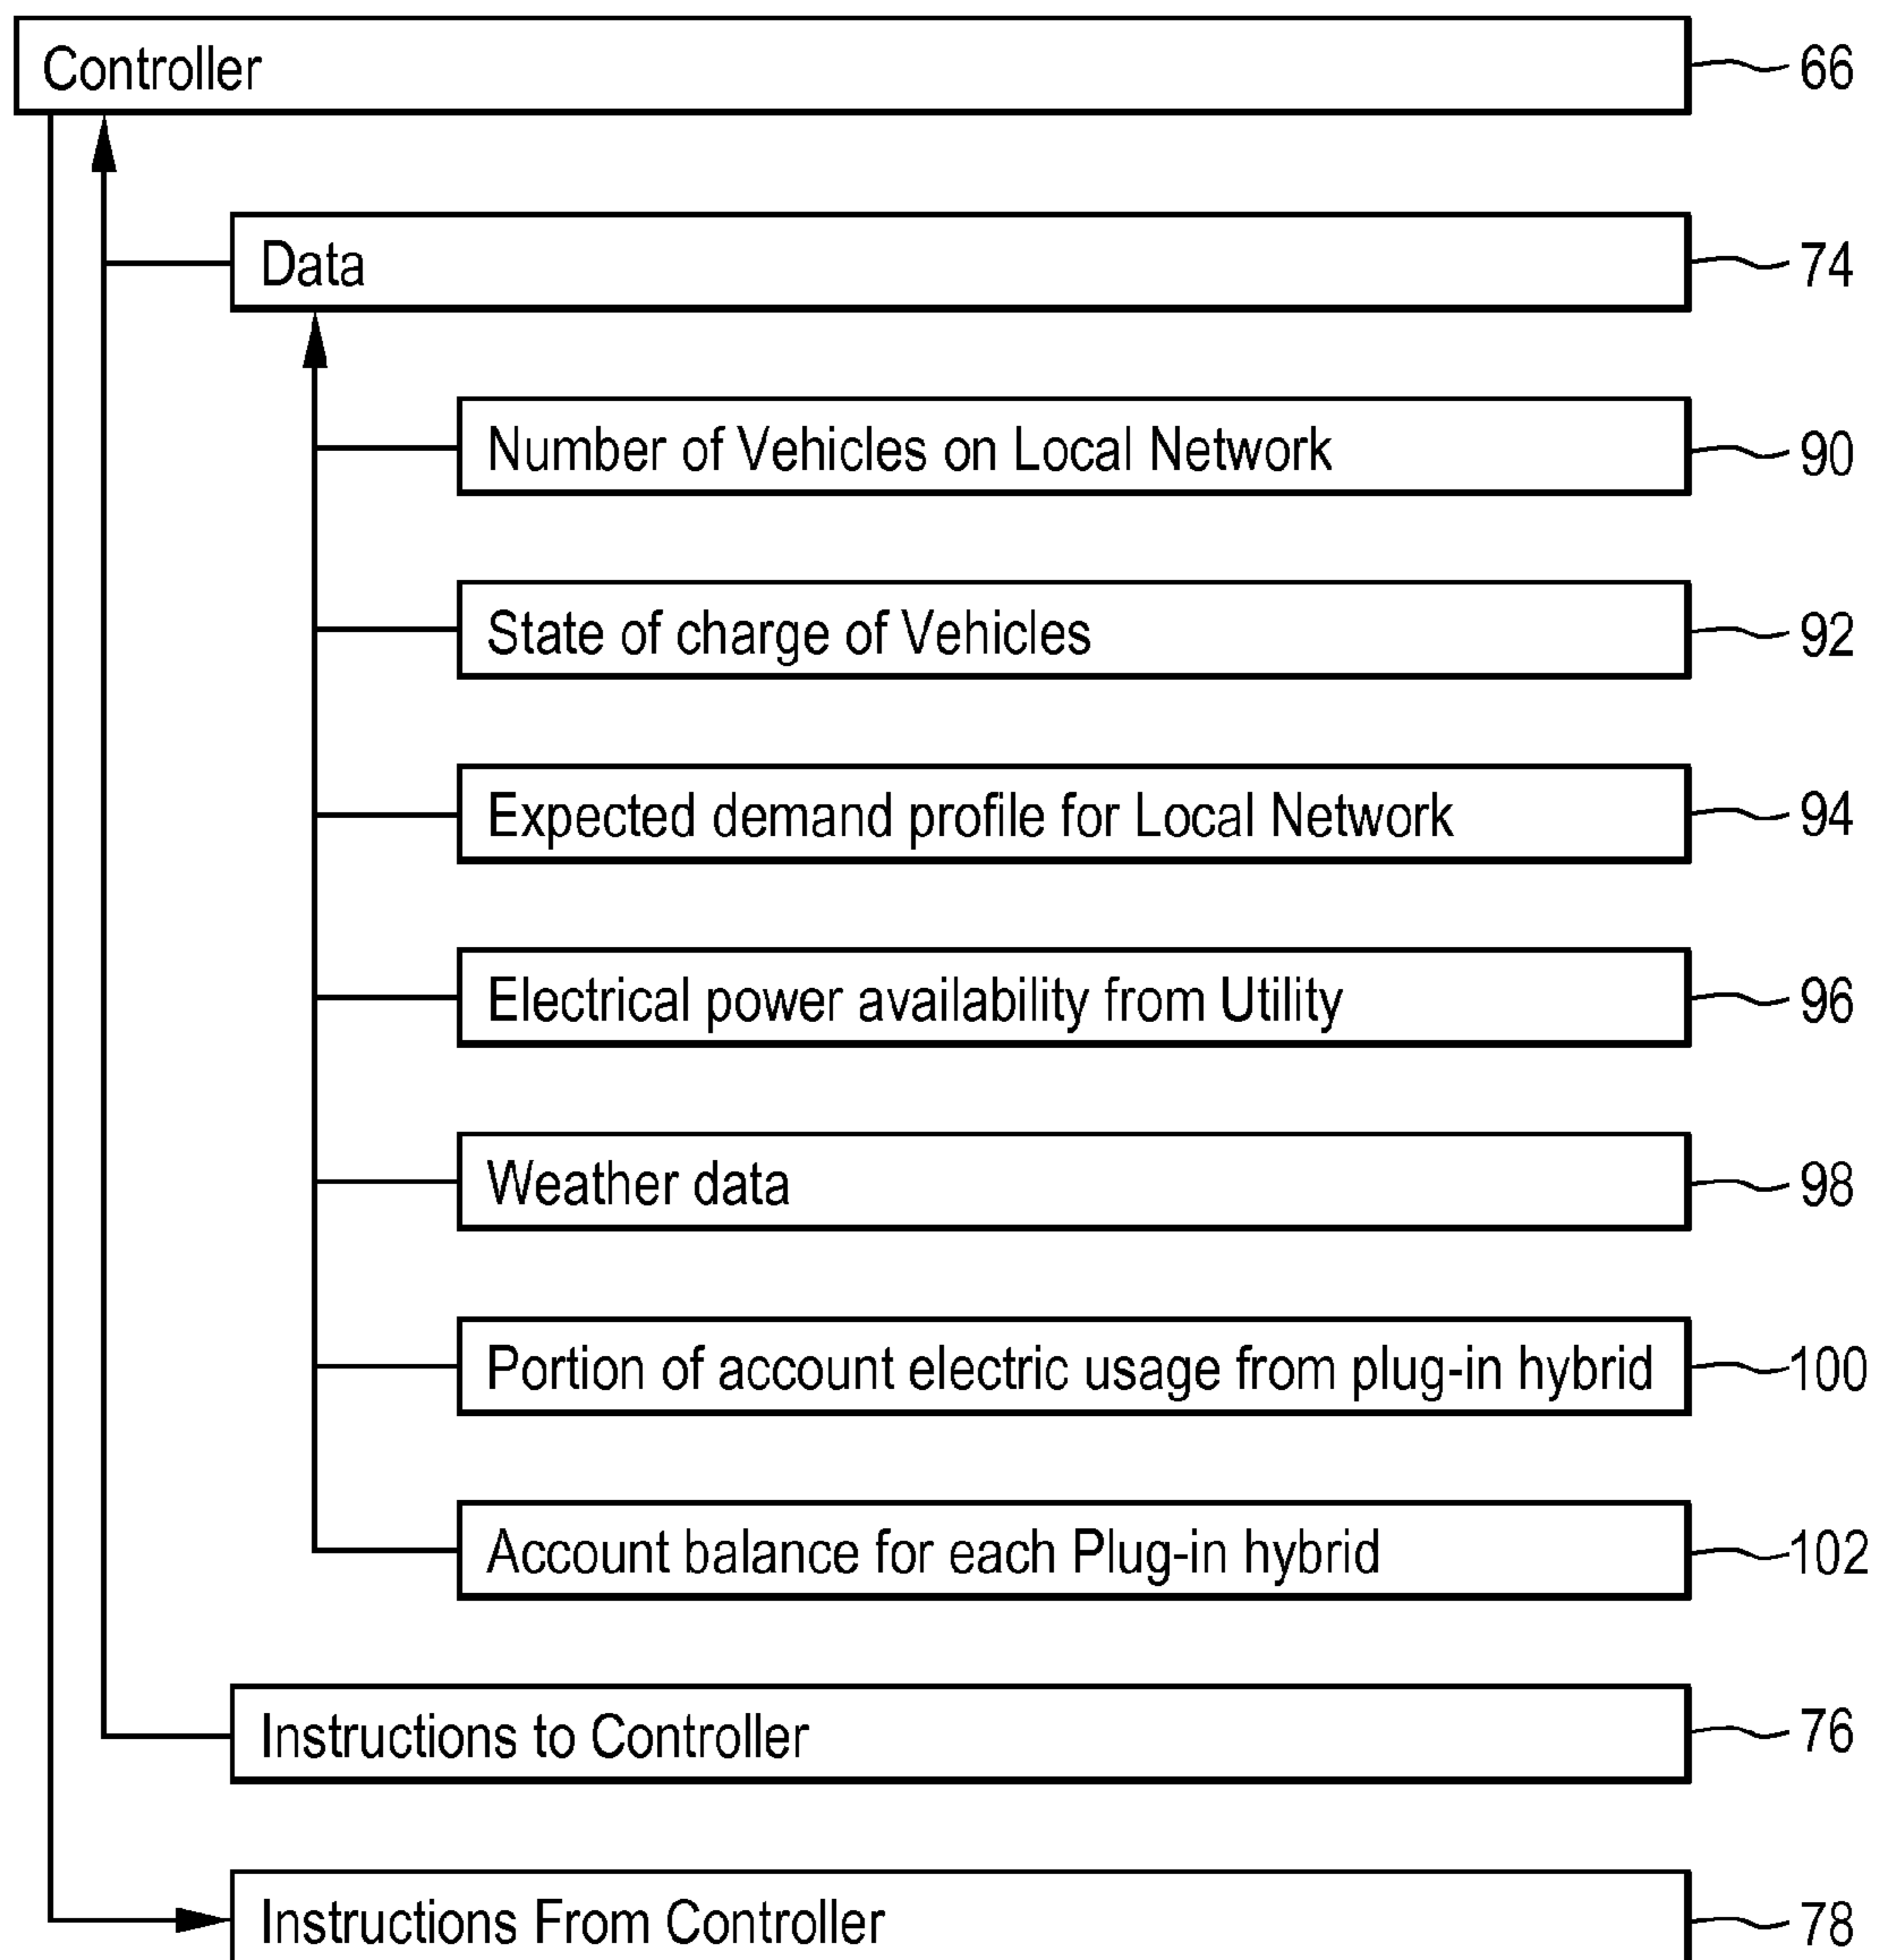 Controller 66
Data 74
Number of Vehicles on Local Network 90
State of charge of Vehicles 92
Expected demand profile for Local Network 94
Electrical power availability from Utility 96
Weather data 98
Portion of account electric usage from plug-in hybrid 100
Account balance for each Plug-in hybrid 102
Instructions to Controller 76
Instructions From Controller 78